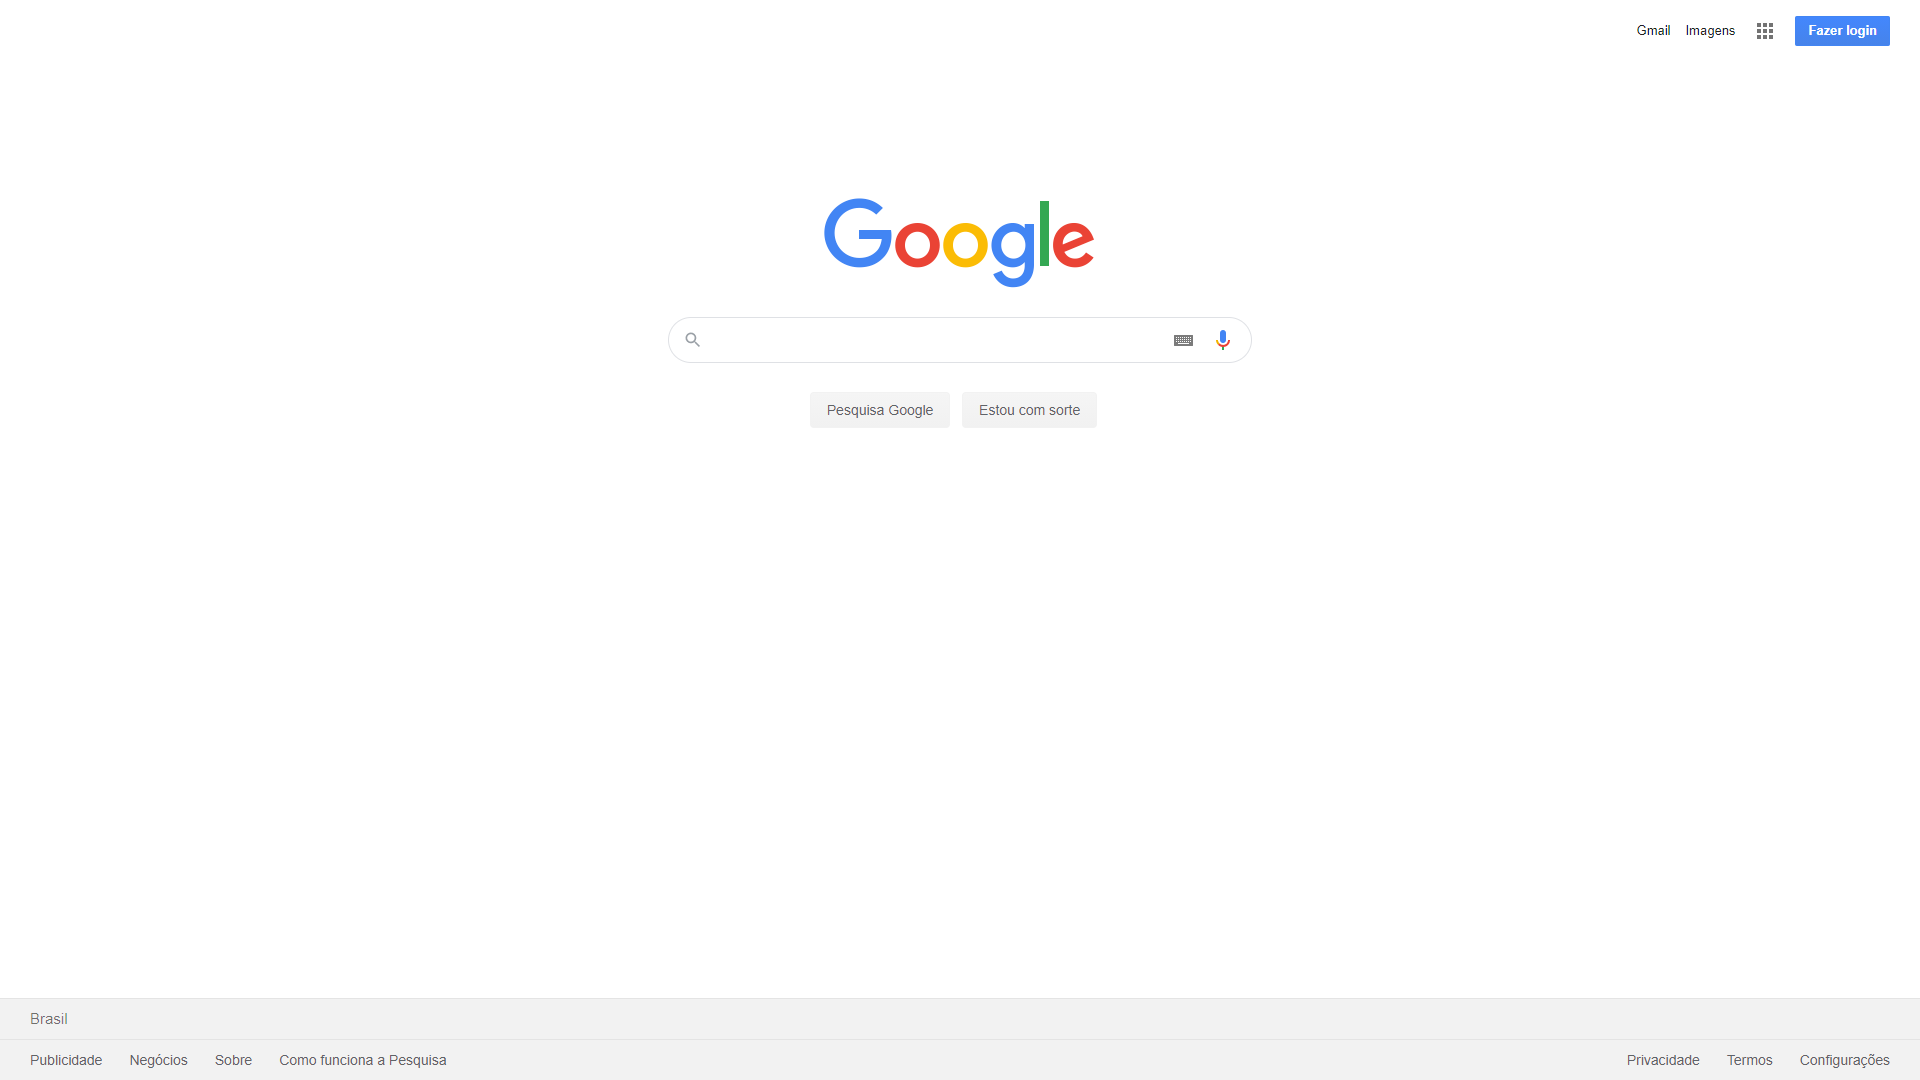 Gmail Imagens Fazer login
Google
Pesquisa Google Estou com sorte
Brasil
Publicidade Negócios Sobre Como funciona a Pesquisa Privacidade Termos Configurações